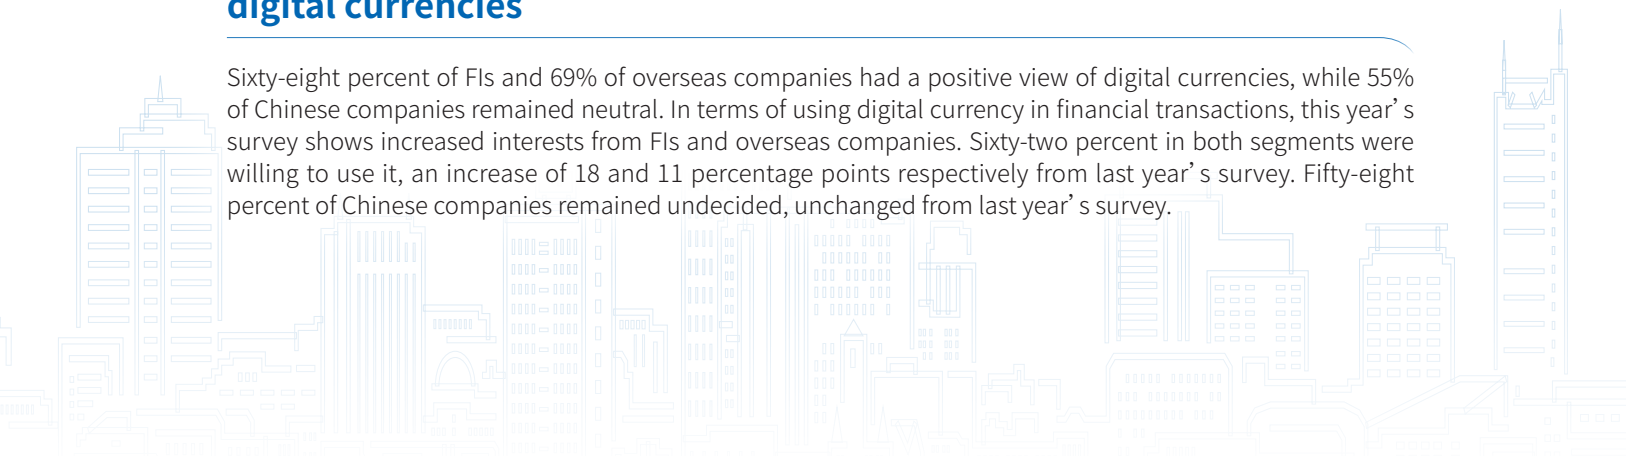 digital currencies
Sixty-eight percent of FIs and 69% of overseas companies had a positive view of digital currencies, while 55%
of Chinese companies remained neutral. In terms of using digital currency in financial transactions, this year’s
survey shows increased interests from FIs and overseas companies. Sixty-two percent in both segments were
willing to use it, an increase of 18 and 11 percentage points respectively from last year’s survey. Fifty-eight
percent of Chinese companies remained undecided, unchanged from last year’s survey.